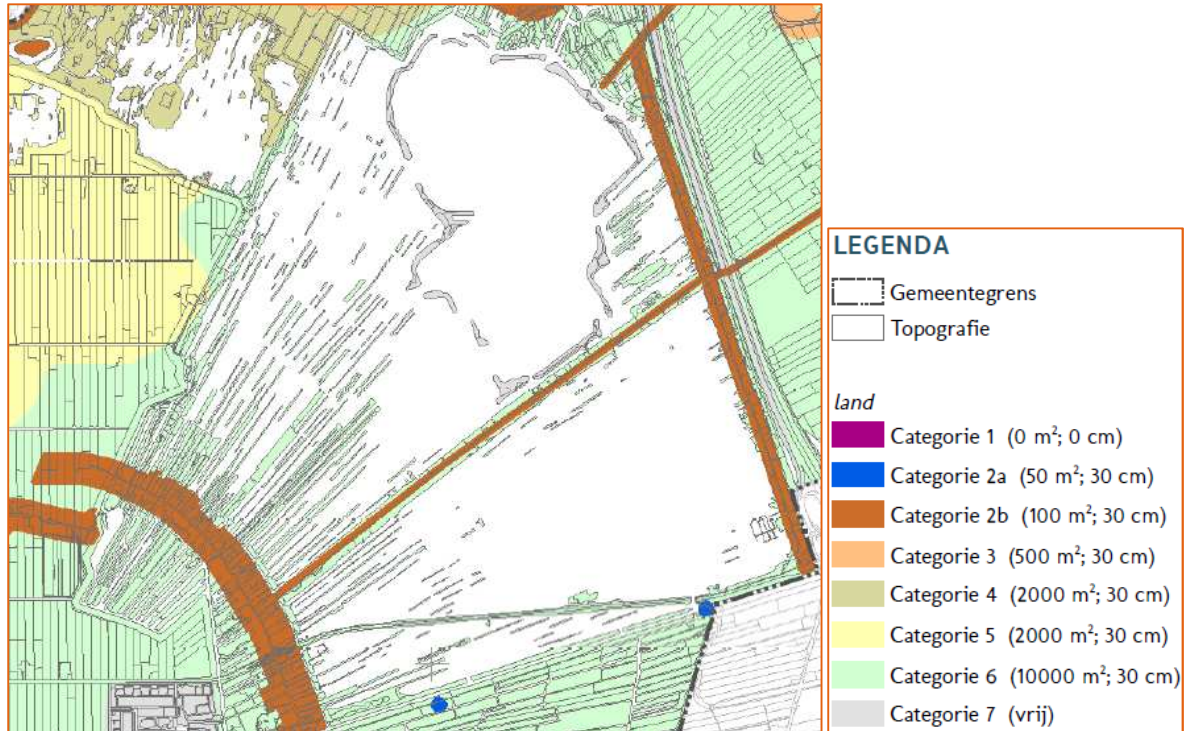 LEGENDA
Gemeentegrens
Topografie
land
Categorie 1 (0 m²; 0 cm)
Categorie 2a (50 m²; 30 cm)
Categorie 2b (100 m²; 30 cm)
Categorie 3 (500 m²; 30 cm)
Categorie 4 (2000 m²; 30 cm)
Categorie 5 (2000 m²; 30 cm)
Categorie 6 (10000 m²; 30 cm)
Categorie 7 (vrij)